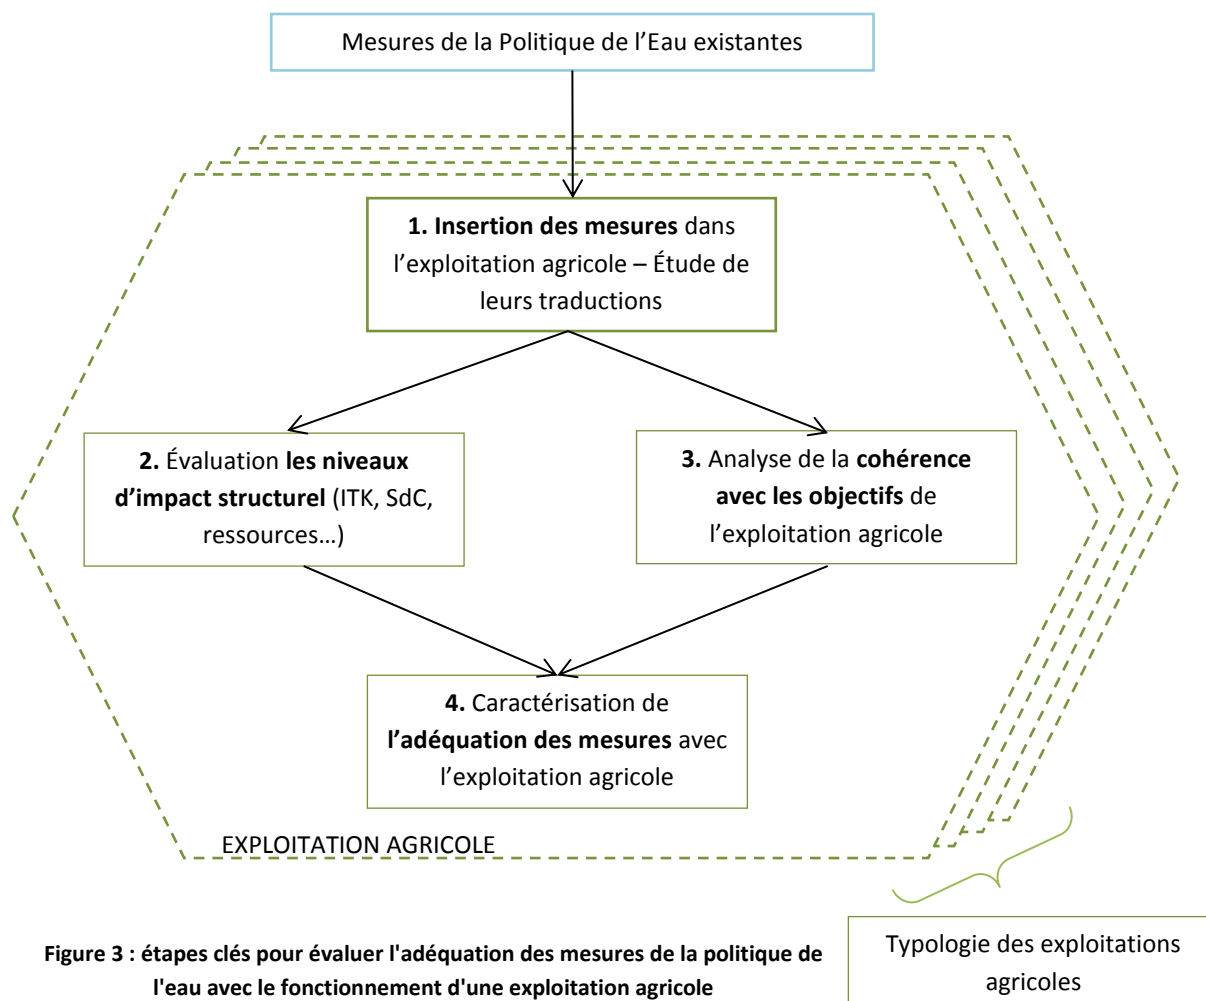 Mesures de la Politique de l’Eau existantes
1. Insertion des mesures dans
l’exploitation agricole – Étude de
leurs traductions
2. Évaluation les niveaux
d’impact structurel (ITK, SdC,
ressources…)
3. Analyse de la cohérence
avec les objectifs de
l’exploitation agricole
4. Caractérisation de
l’adéquation des mesures avec
l’exploitation agricole
EXPLOITATION AGRICOLE
Typologie des exploitations
agricoles
Figure 3 : étapes clés pour évaluer l'adéquation des mesures de la politique de
l'eau avec le fonctionnement d'une exploitation agricole